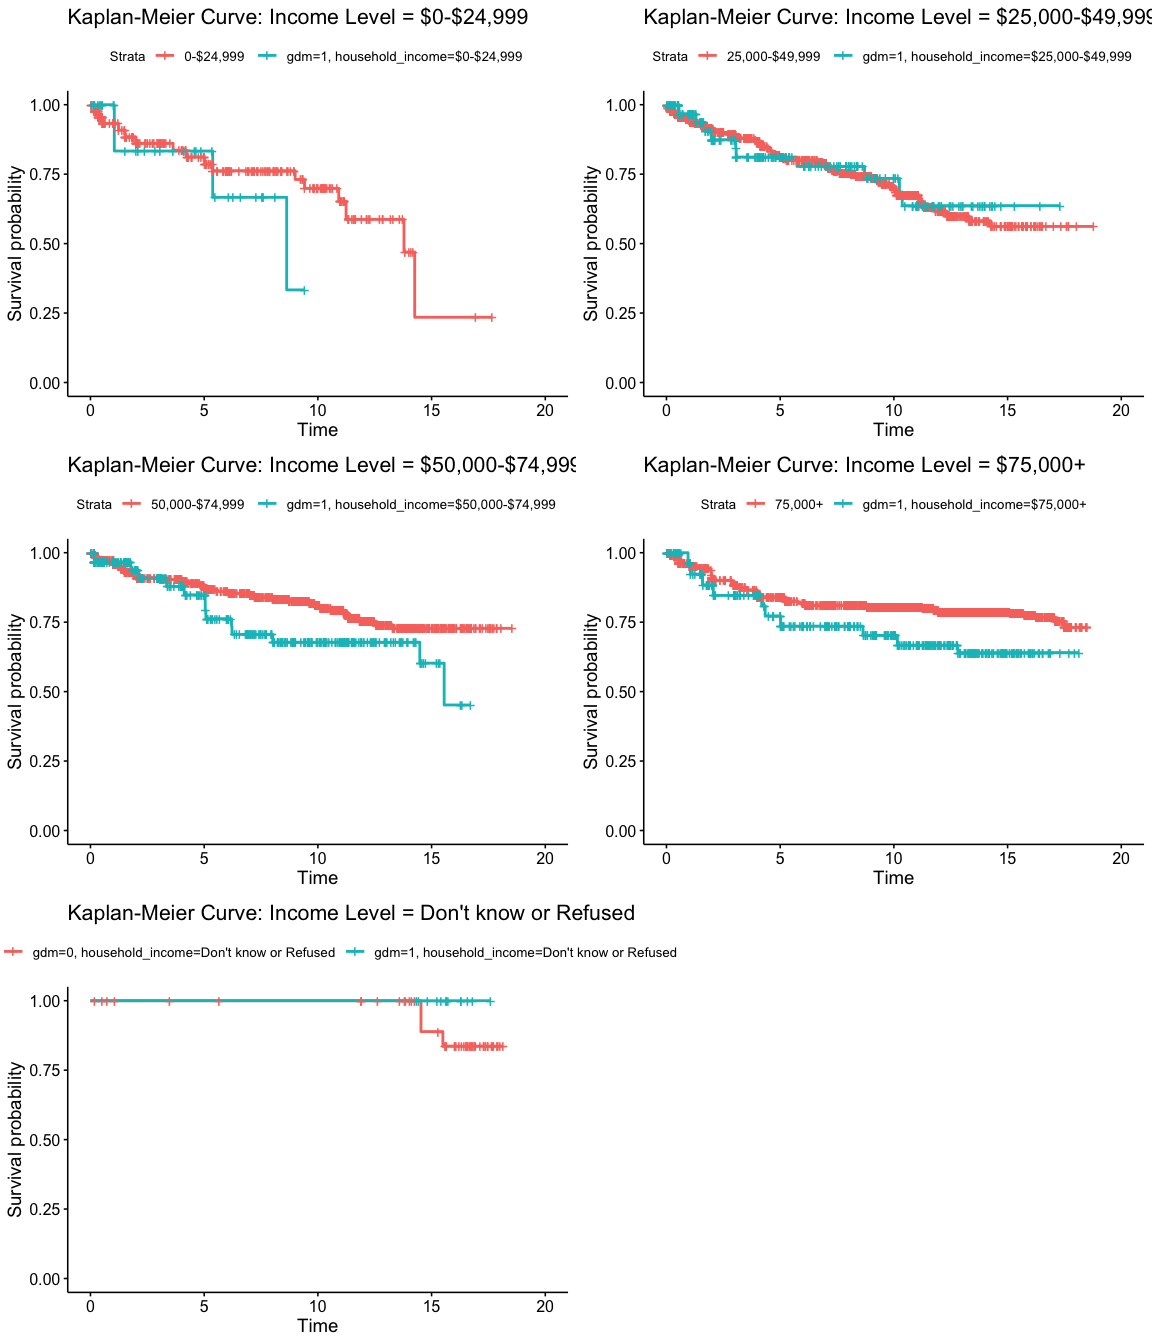 Kaplan-Meier Curve: Income Level = $0-$24,999
Strata 0-$24,999 gdm=1, household_income=$0-$24,999
1.00
0.75
0.50
0.25
0.00
Survival probability
0 5 10 15 20
Time
Kaplan-Meier Curve: Income Level = $25,000-$49,999
Strata 25,000-$49,999 gdm=1, household_income=$25,000-$49,999
1.00
0.75
0.50
0.25
0.00
Survival probability
0 5 10 15 20
Time
Kaplan-Meier Curve: Income Level = $50,000-$74,999
Strata 50,000-$74,999 gdm=1, household_income=$50,000-$74,999
1.00
0.75
0.50
0.25
0.00
Survival probability
0 5 10 15 20
Time
Kaplan-Meier Curve: Income Level = $75,000+
Strata 75,000+ gdm=1, household_income=$75,000+
1.00
0.75
0.50
0.25
0.00
Survival probability
0 5 10 15 20
Time
Kaplan-Meier Curve: Income Level = Don't know or Refused
gdm=0, household_income=Don't know or Refused gdm=1, household_income=Don't know or Refused
1.00
0.75
0.50
0.25
0.00
Survival probability
0 5 10 15 20
Time